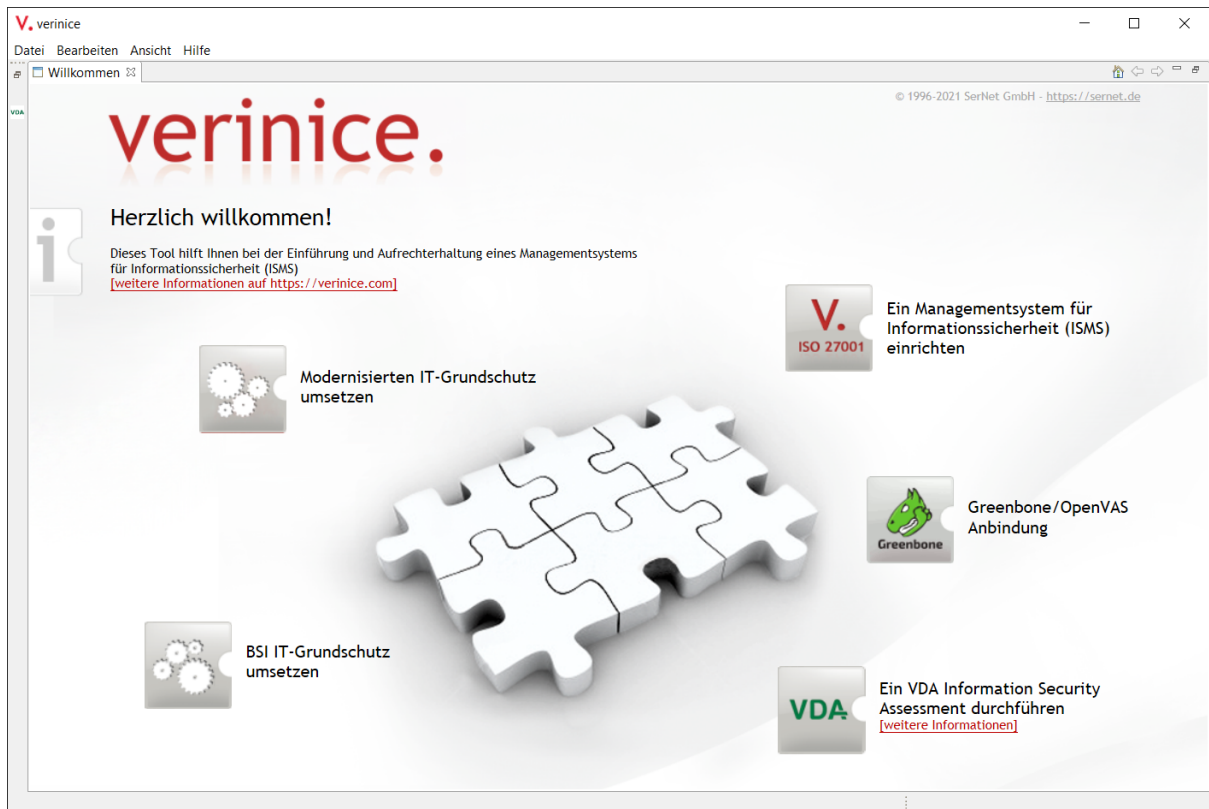 V. verinice
Datei Bearbeiten Ansicht Hilfe
Willkommen
© 1996-2021 SerNet GmbH - https://sernet.de
VDA
verinice.
i
Herzlich willkommen!
Dieses Tool hilft Ihnen bei der Einführung und Aufrechterhaltung eines Managementsystems
für Informationssicherheit (ISMS)
[weitere Informationen auf https://verinice.com]
V.
ISO 27001
Ein Managementsystem für
Informationssicherheit (ISMS)
einrichten
Modernisierten IT-Grundschutz
umsetzen
Greenbone
Greenbone/OpenVAS
Anbindung
BSI IT-Grundschutz
umsetzen
VDA
Ein VDA Information Security
Assessment durchführen
[weitere Informationen]